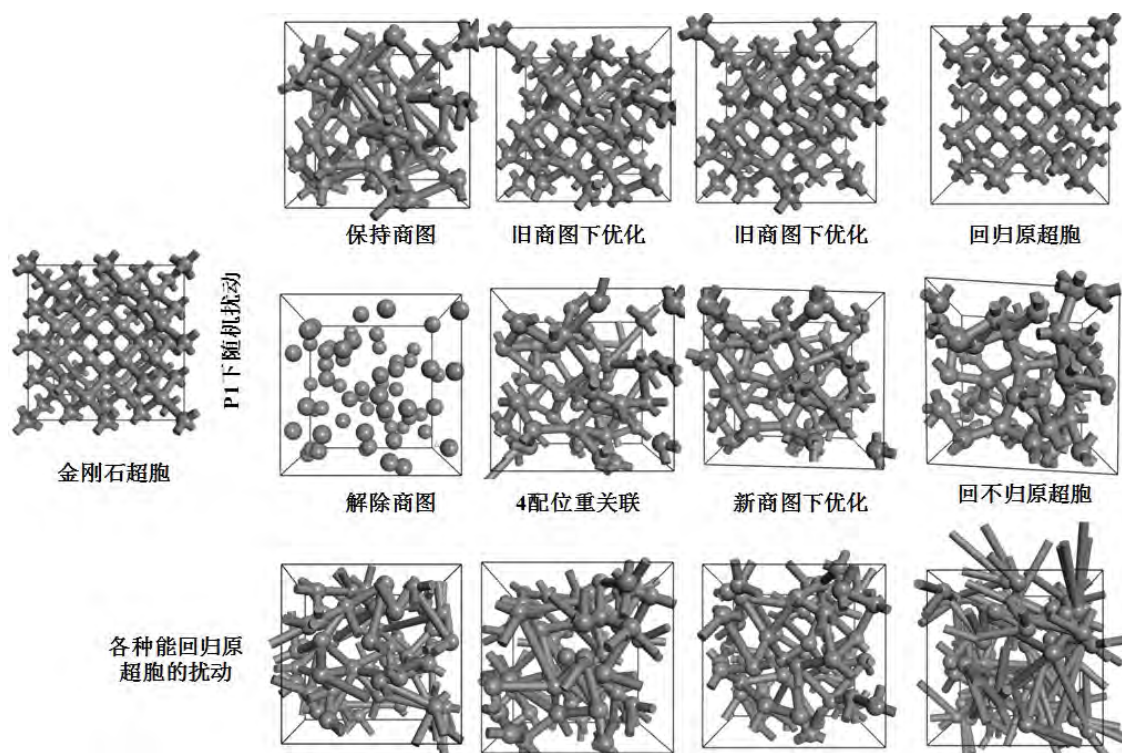 保持商图
旧商图下优化
旧商图下优化
回归原超胞
P1下随机扰动
金刚石超胞
解除商图
4配位重关联
新商图下优化
回不归原超胞
各种能回归原
超胞的扰动